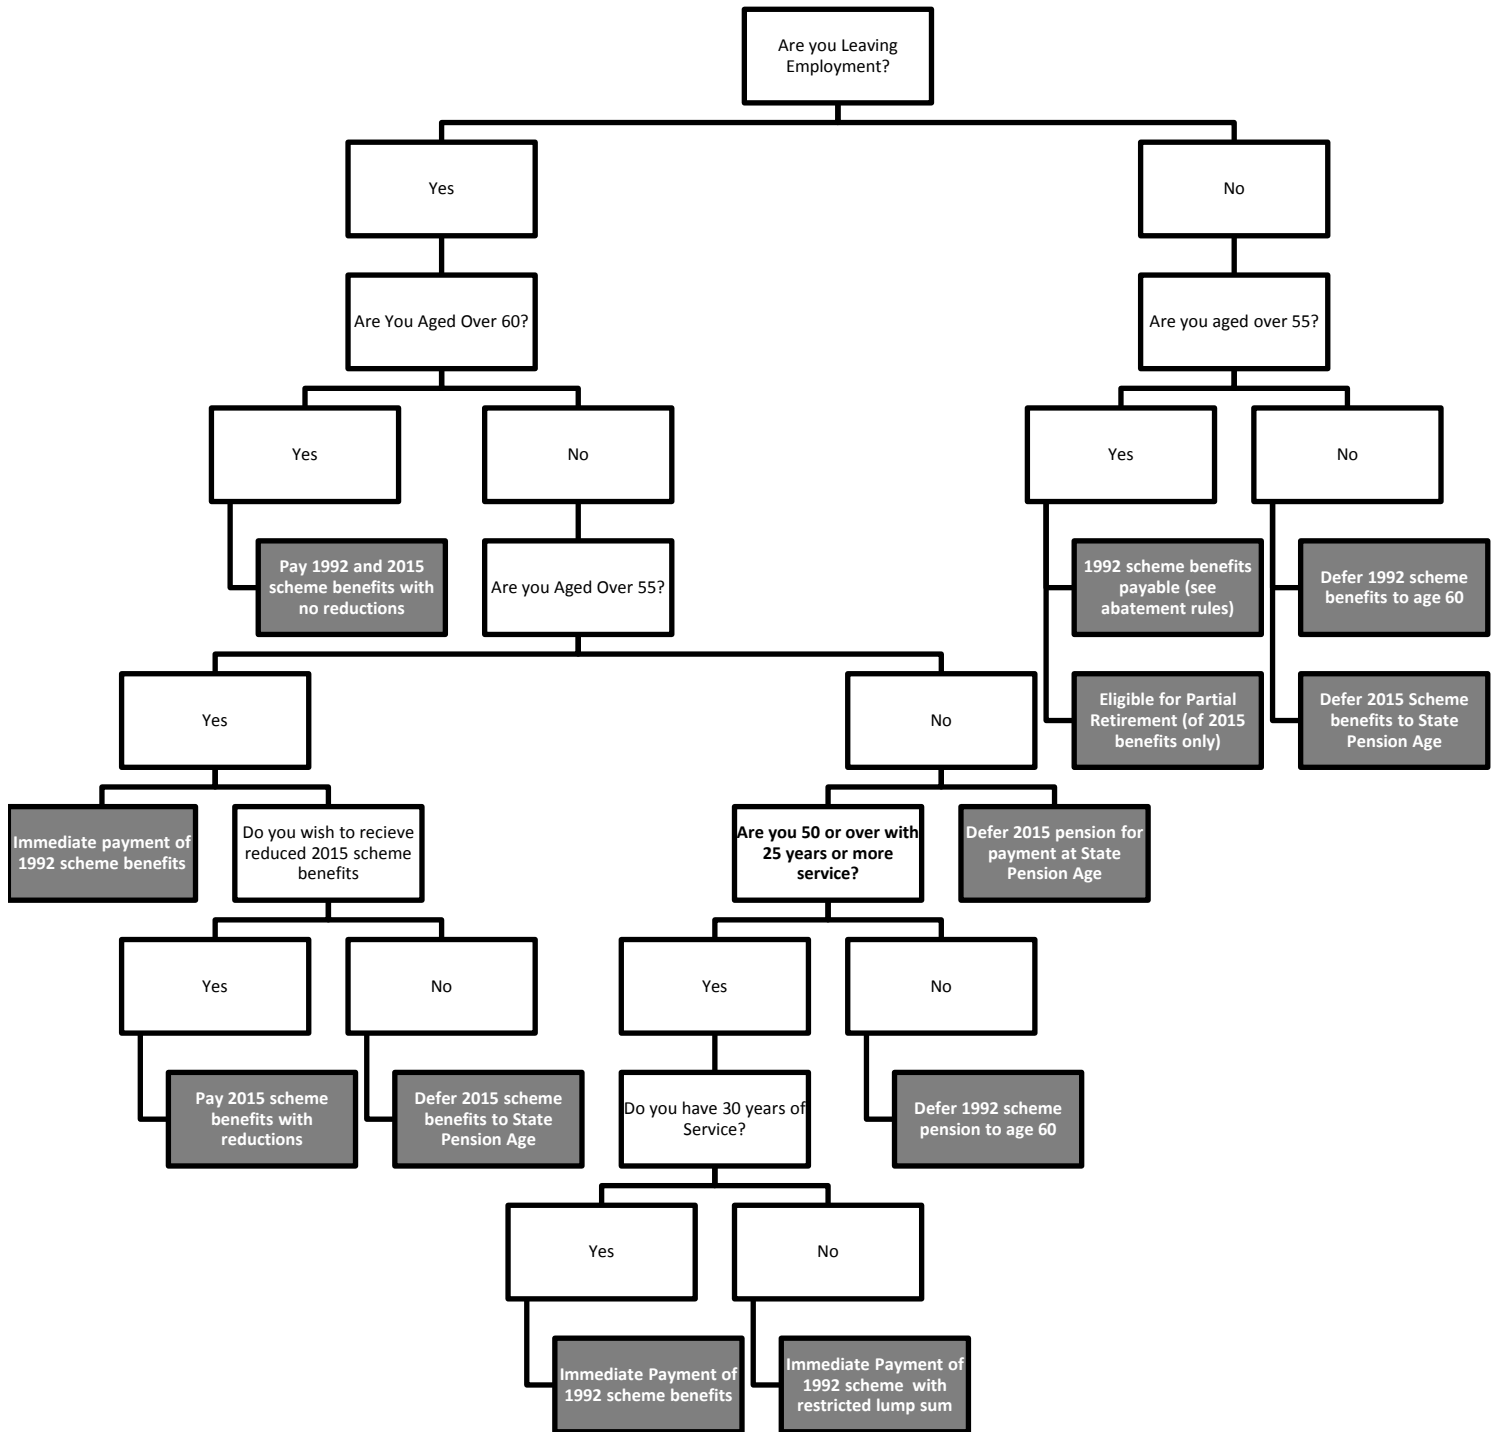 Are you Leaving
Employment?
Yes
No
Are You Aged Over 60?
Are you aged over 55?
Yes
No
Yes
No
Pay 1992 and 2015
scheme benefits with
no reductions
Are you Aged Over 55?
1992 scheme benefits
payable (see
abatement rules)
Defer 1992 scheme
benefits to age 60
Yes
No
Eligible for Partial
Retirement (of 2015
benefits only)
Defer 2015 Scheme
benefits to State
Pension Age
Immediate payment of
1992 scheme benefits
Do you wish to recieve
reduced 2015 scheme
benefits
Are you 50 or over with
25 years or more
service?
Defer 2015 pension for
payment at State
Pension Age
Yes
No
Yes
No
Pay 2015 scheme
benefits with
reductions
Defer 2015 scheme
benefits to State
Pension Age
Do you have 30 years of
Service?
Defer 1992 scheme
pension to age 60
Yes
No
Immediate Payment of
1992 scheme benefits
Immediate Payment of
1992 scheme with
restricted lump sum